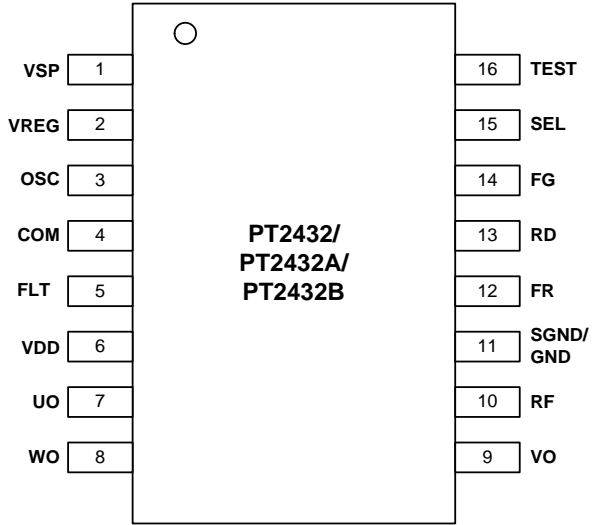 VSP 1
VREG 2
OSC 3
COM 4
FLT 5
VDD 6
UO 7
WO 8
PT2432/
PT2432A/
PT2432B
16 TEST
15 SEL
14 FG
13 RD
12 FR
11 SGND/
GND
10 RF
9 VO